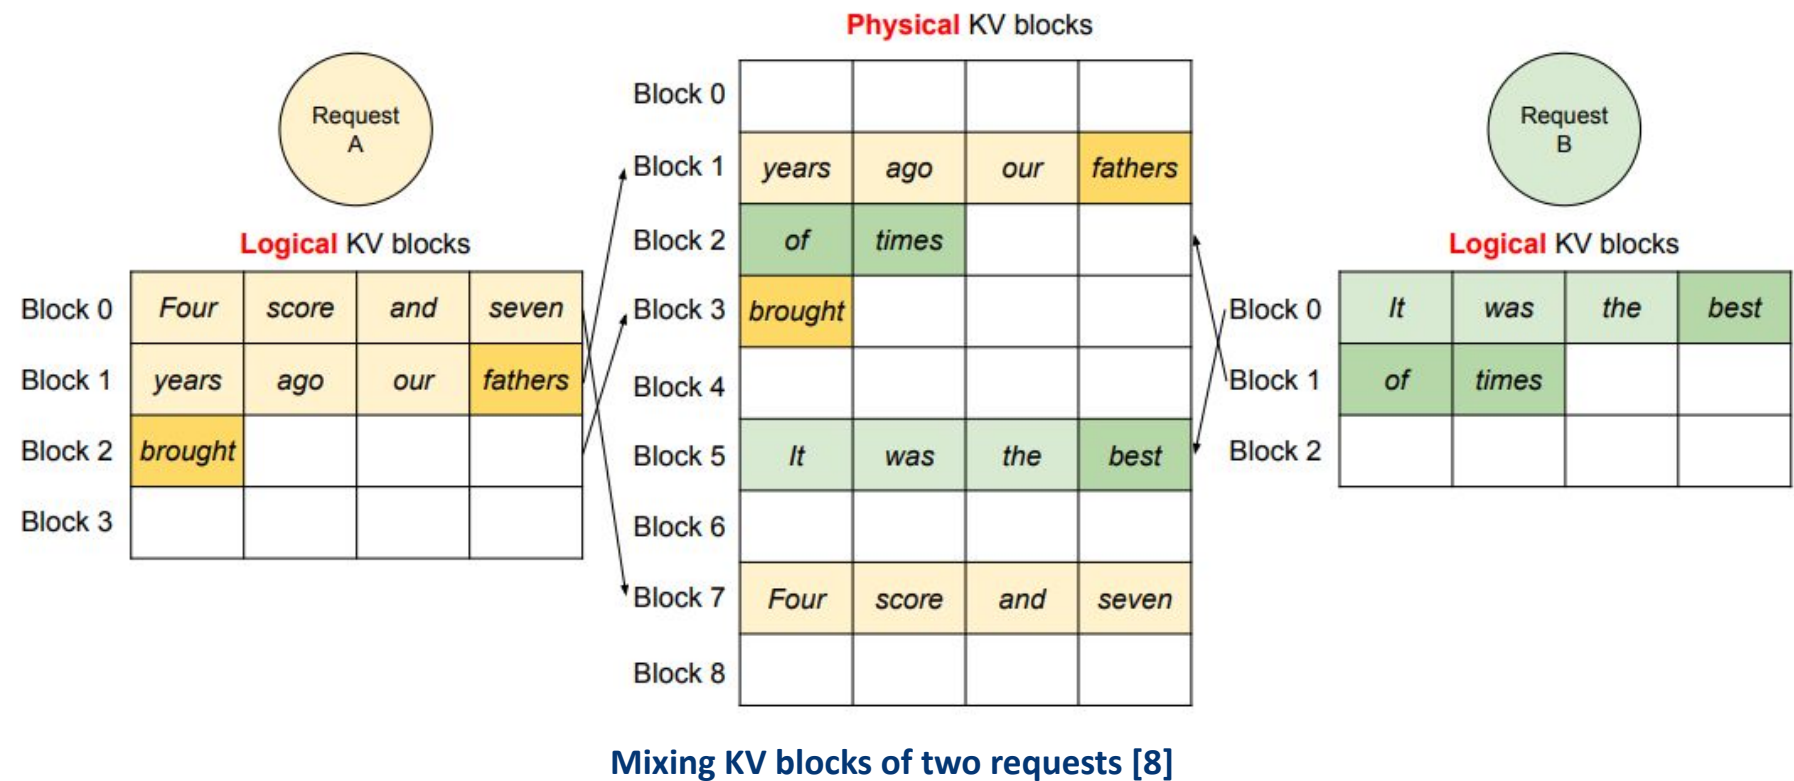 Physical KV blocks
Request
A
Logical KV blocks
Block 0 Four score and seven
Block 1 years ago our fathers
Block 2 brought
Block 3
Block 0
Block 1 years ago our fathers
Block 2 of times
Block 3 brought
Block 4
Block 5 It was the best
Block 6
Block 7 Four score and seven
Block 8
Request
B
Logical KV blocks
Block 0 It was the best
Block 1 of times
Block 2
Mixing KV blocks of two requests [8]